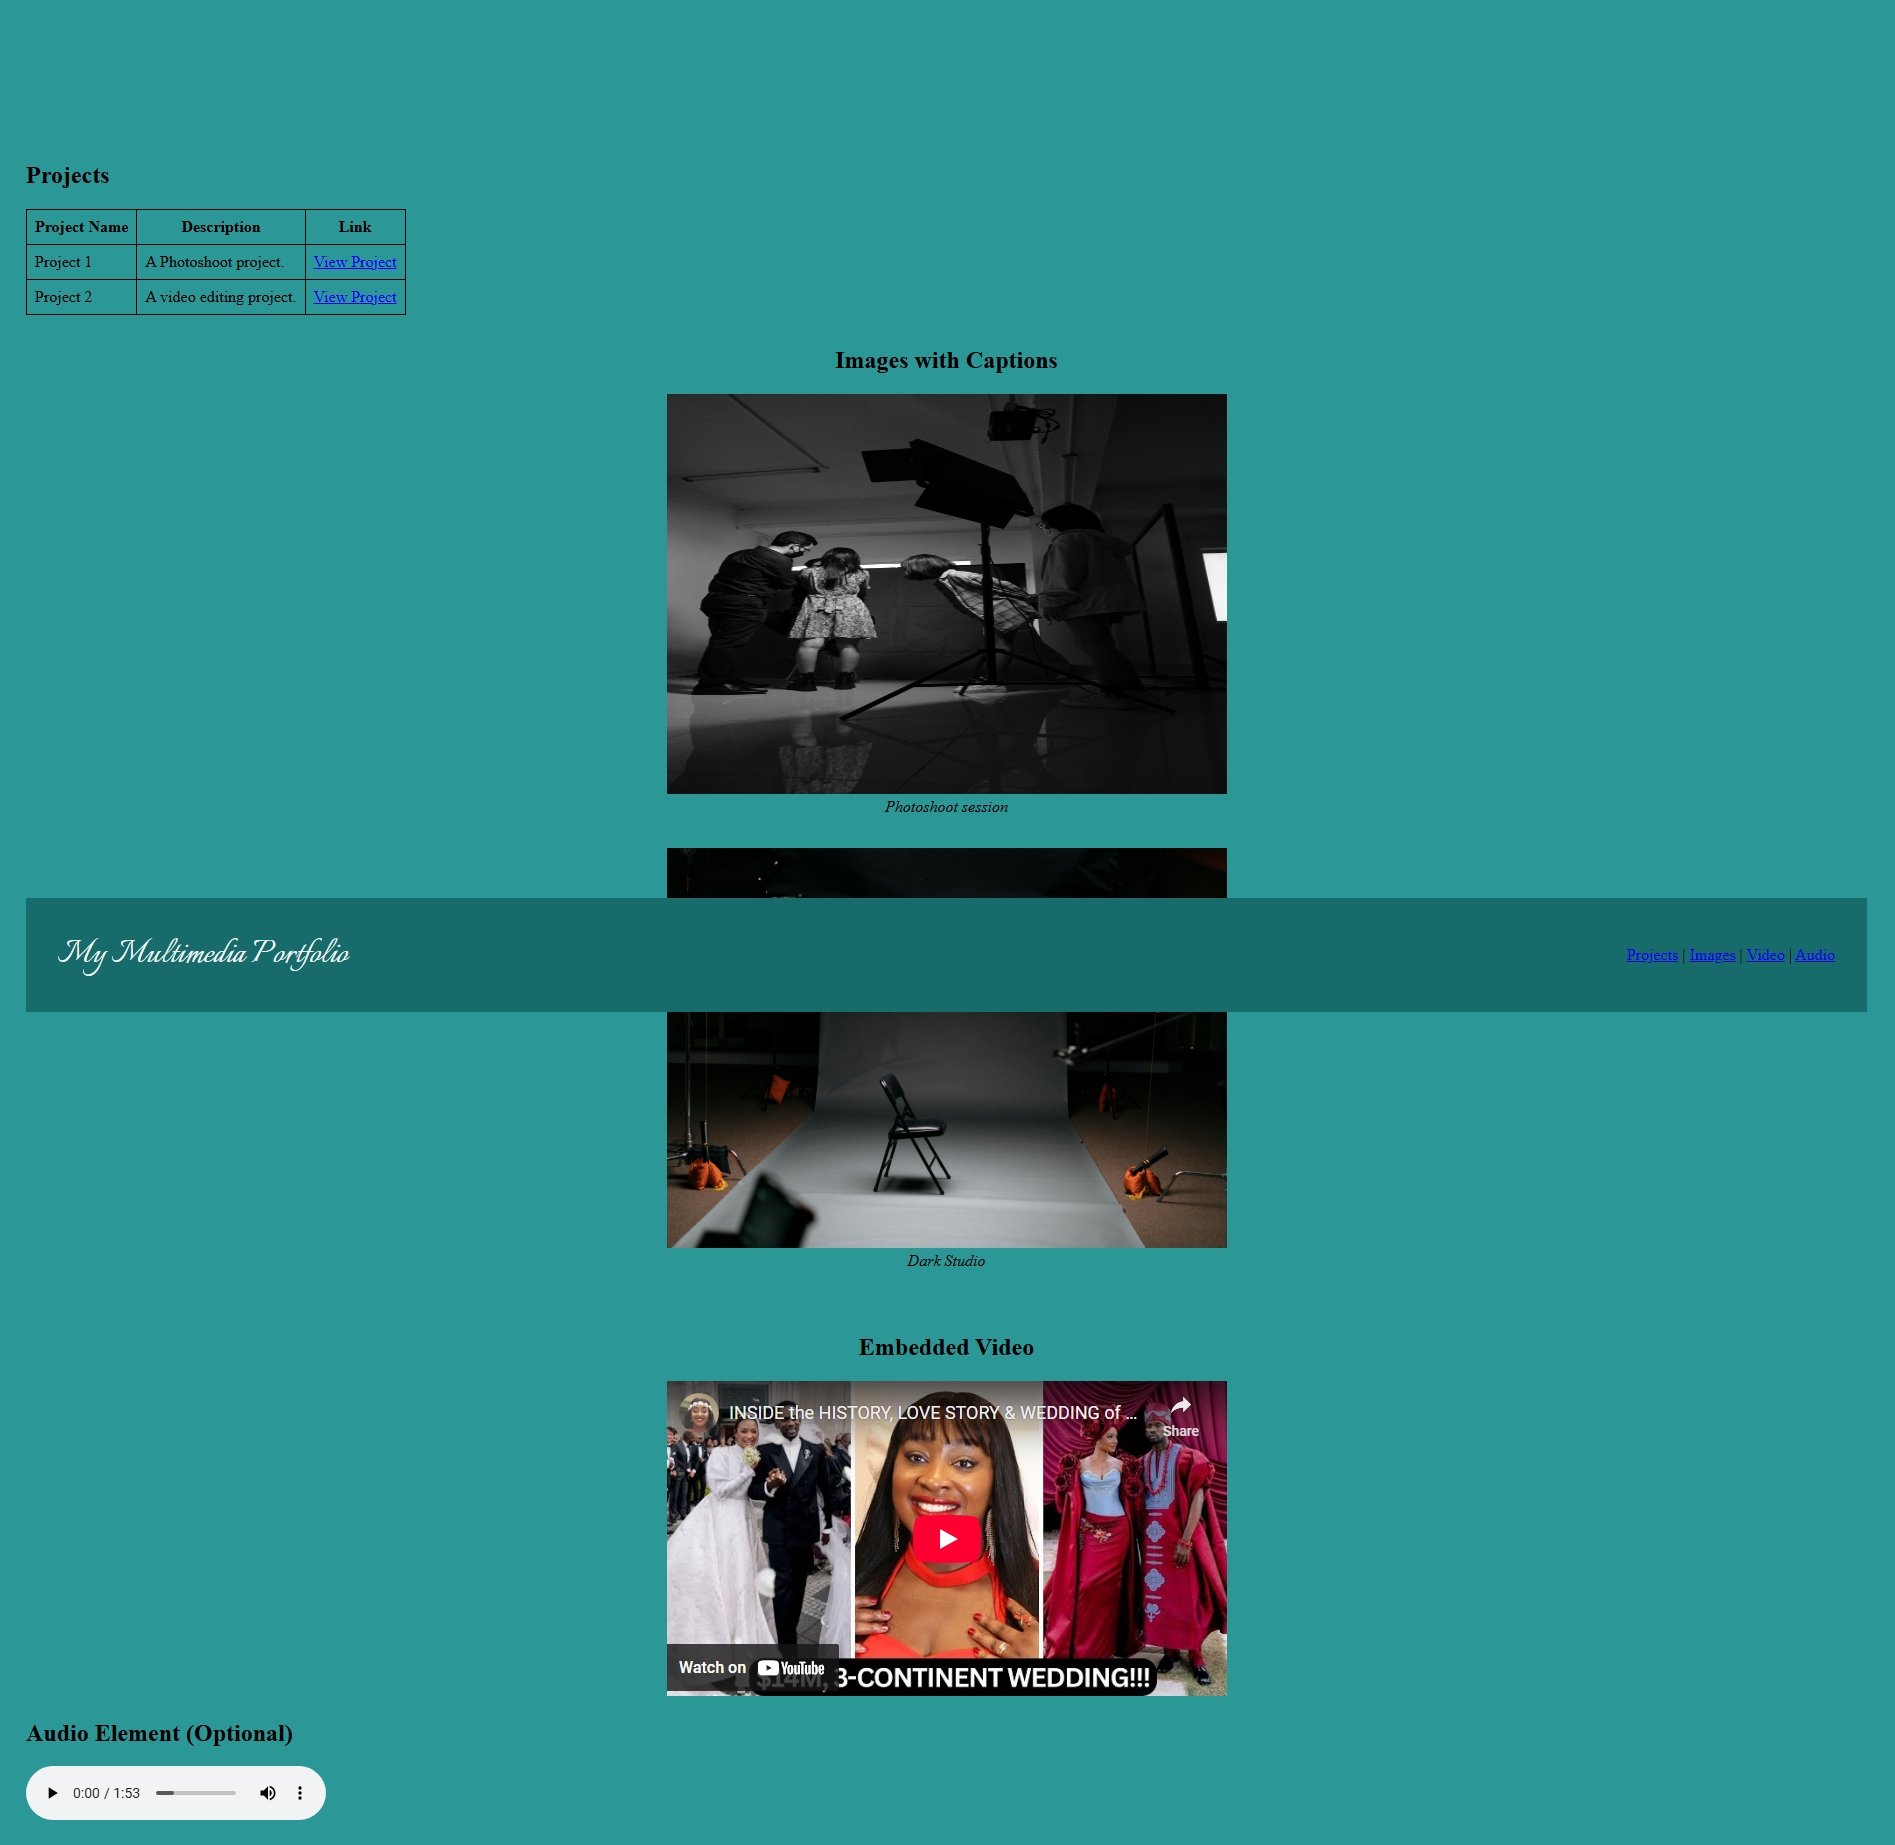 Projects
Project Name Description Link
Project 1 A Photoshoot project. View Project
Project 2 A video editing project. View Project
Images with Captions
Photoshoot session
My Multimedia Portfolio
Projects | Images | Video | Audio
Dark Studio
Embedded Video
INSIDE the HISTORY, LOVE STORY & WEDDING of ...
Share
Watch on YouTube
$14M, 3-CONTINENT WEDDING!!!
Audio Element (Optional)
0:00 / 1:53